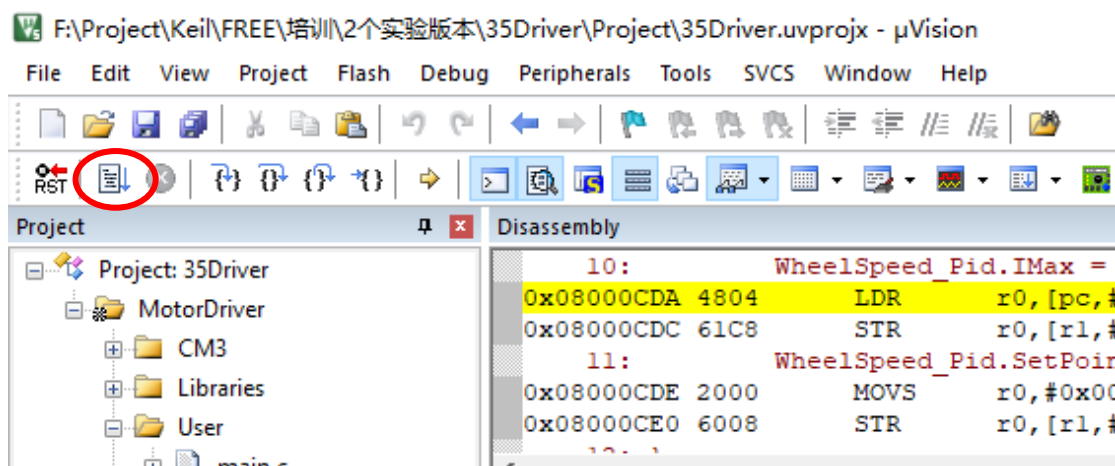 F:\Project\Keil\FREE\培训\2个实验版本\35Driver\Project\35Driver.uvprojx - µVision
File Edit View Project Flash Debug Peripherals Tools SVCS Window Help
RST
Project
Disassembly
Project: 35Driver
MotorDriver
CM3
Libraries
User
10: WheelSpeed_Pid.IMax =
0x08000CDA 4804 LDR r0,[pc,#
0x08000CDC 61C8 STR r0,[r1,#
11: WheelSpeed_Pid.SetPoin
0x08000CDE 2000 MOVS r0,#0x00
0x08000CE0 6008 STR r0,[r1,#